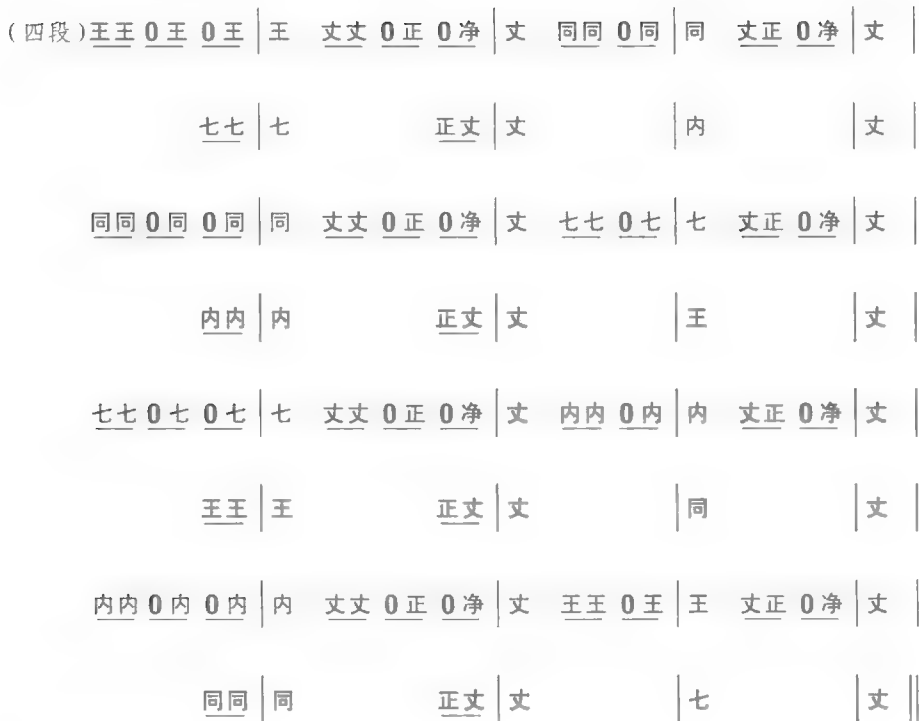 (四段)王王 0王 0王 | 王 丈丈 0正 0净 | 丈 同同 0同 | 同 丈正 0净 | 丈 |
七七 | 七 正丈 | 丈 | 内 | 丈 |
同同 0同 0同 | 同 丈丈 0正 0净 | 丈 七七 0七 | 七 丈正 0净 | 丈 |
内内 | 内 正丈 | 丈 | 王 | 丈 |
七七 0七 0七 | 七 丈丈 0正 0净 | 丈 内内 0内 | 内 丈正 0净 | 丈 |
王王 | 王 正丈 | 丈 | 同 | 丈 |
内内 0内 0内 | 内 丈丈 0正 0净 | 丈 王王 0王 | 王 丈正 0净 | 丈 |
同同 | 同 正丈 | 丈 | 七 | 丈 ‖